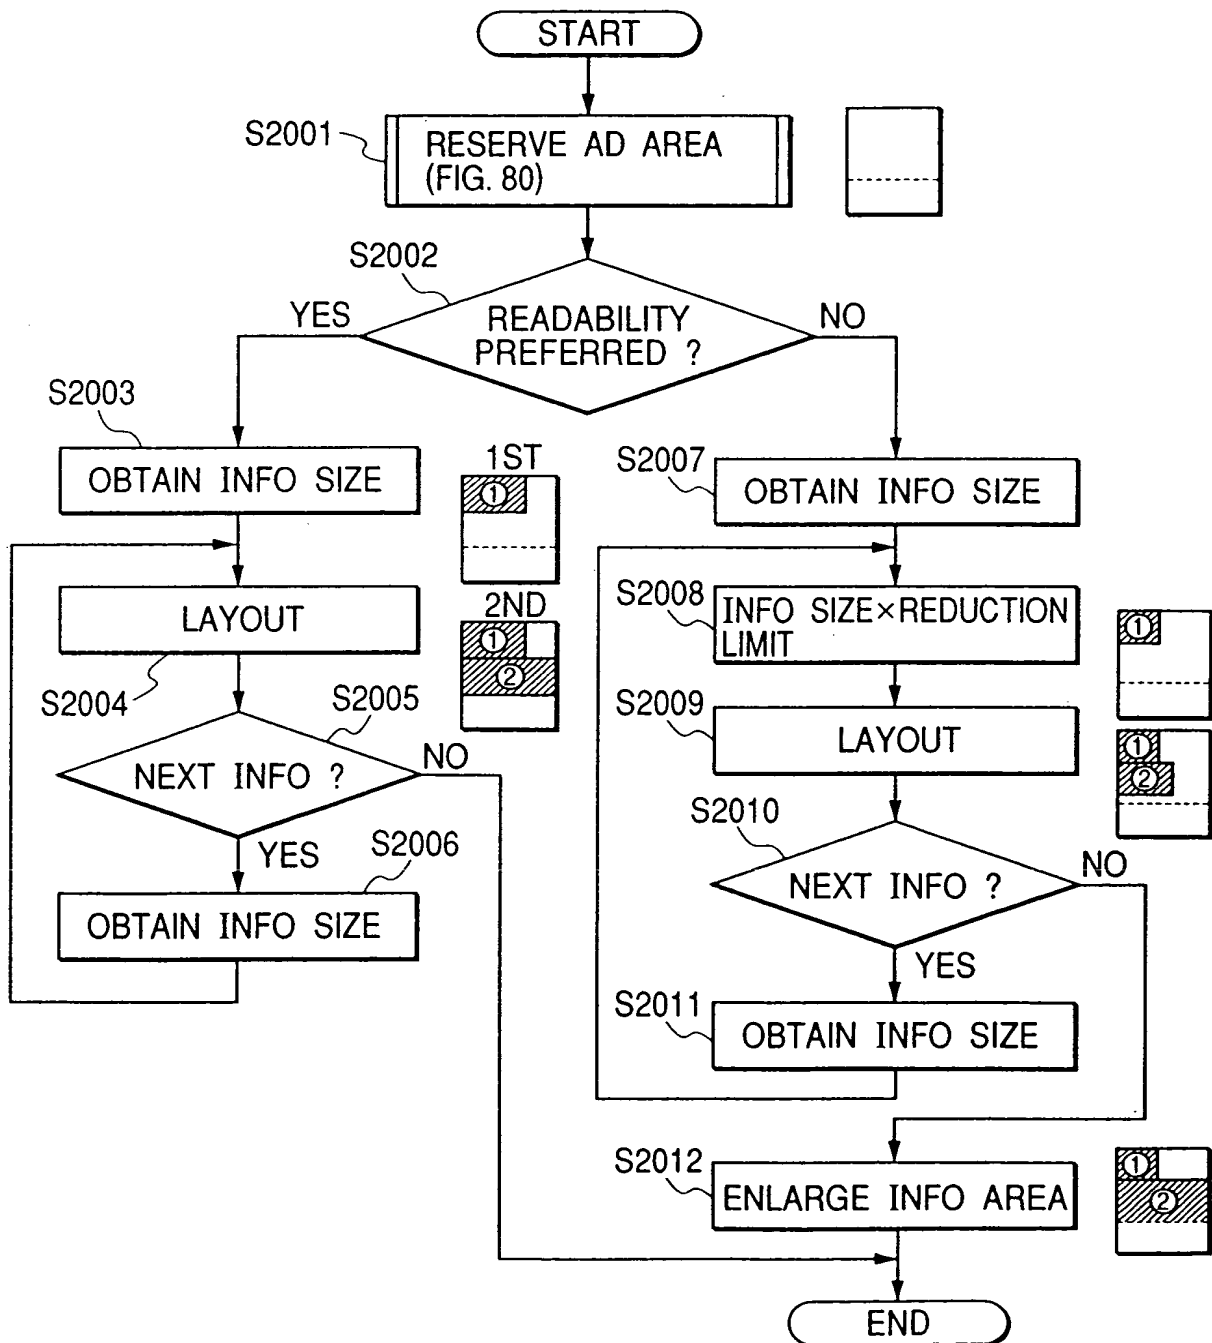 START
S2001
RESERVE AD AREA
(FIG. 80)
S2002
YES
READABILITY
PREFERRED ?
NO
S2003
OBTAIN INFO SIZE
1ST
①
LAYOUT
S2004
2ND
①
②
S2005
NEXT INFO ?
NO
YES
S2006
OBTAIN INFO SIZE
S2007
OBTAIN INFO SIZE
S2008
INFO SIZE×REDUCTION
LIMIT
①
S2009
LAYOUT
①
②
S2010
NEXT INFO ?
NO
YES
S2011
OBTAIN INFO SIZE
S2012
ENLARGE INFO AREA
①
②
END